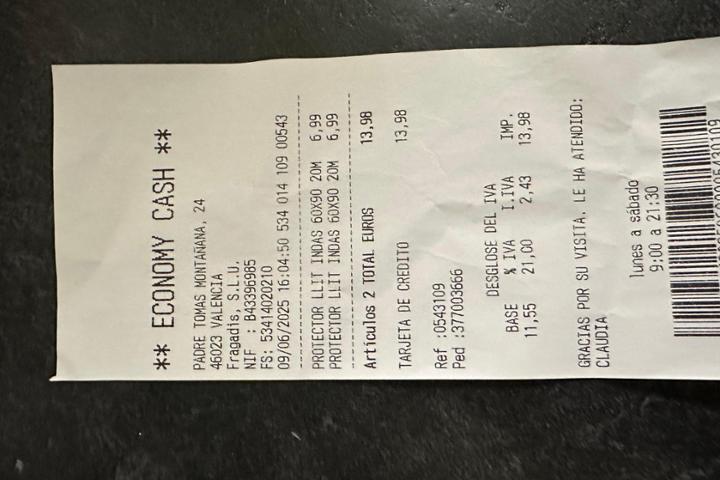 ** ECONOMY CASH **
PADRE TOMAS MONTAÑANA, 24
46023 VALENCIA
Fragadis, S.L.U.
NIF : B43396985
FS: 53414020210
09/06/2025 16:04:50 534 014 109 00543
PROTECTOR LLIT INDAS 60X90 20M 6,99
PROTECTOR LLIT INDAS 60X90 20M 6,99
Artículos 2 TOTAL EUROS 13,98
TARJETA DE CREDITO 13,98
Ref :0543109
Ped :377003666
DESGLOSE DEL IVA
BASE % IVA I.IVA IMP.
11,55 21,00 2,43 13,98
GRACIAS POR SU VISITA. LE HA ATENDIDO:
CLAUDIA
lunes a sábado
9:00 a 21:30